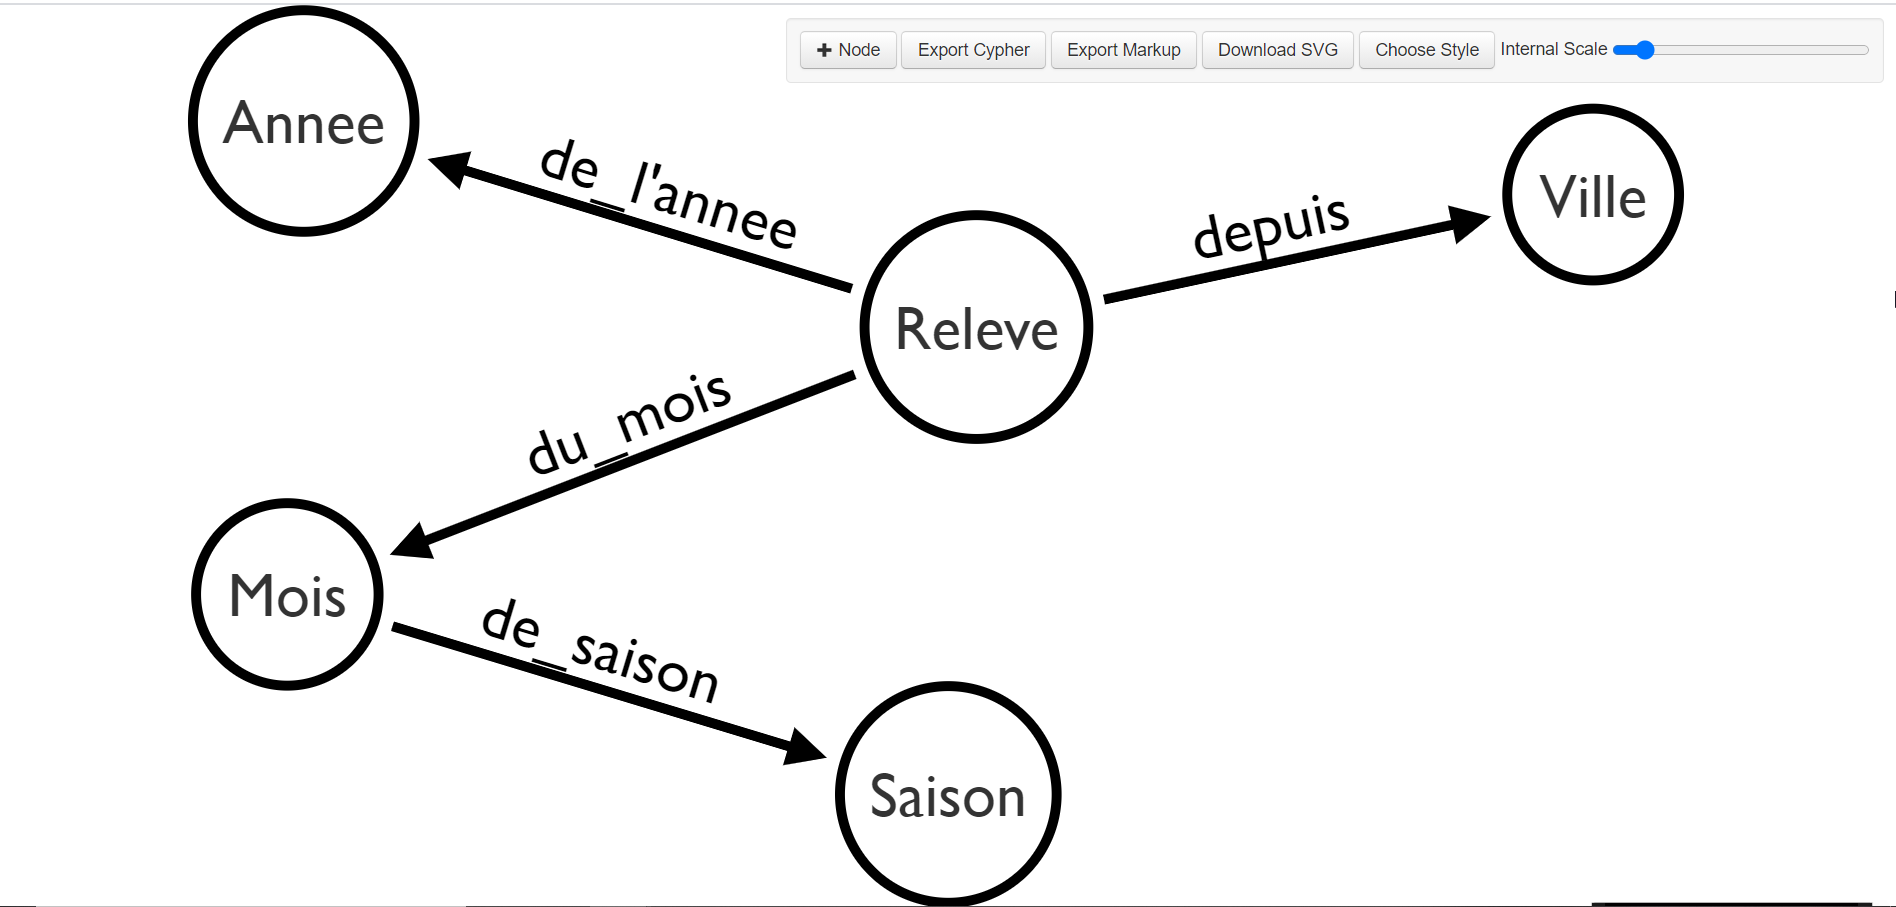 Node
Export Cypher
Export Markup
Download SVG
Choose Style
Internal Scale
Annee
de_l'annee
depuis
Ville
Releve
du_mois
Mois
de_saison
Saison